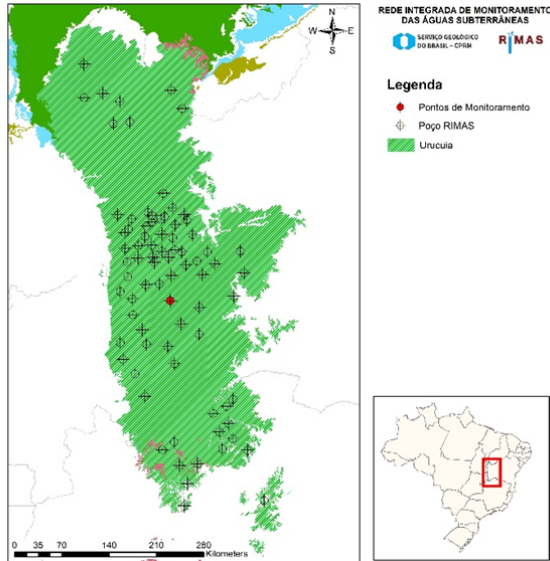 REDE INTEGRADA DE MONITORAMENTO
DAS ÁGUAS SUBTERRÂNEAS
SERVIÇO GEOLÓGICO
DO BRASIL – CPRM
RIMAS
N
W
E
S
Legenda
Pontos de Monitoramento
Poço RIMAS
Urucuia
0 35 70 140 210 280
Kilometers